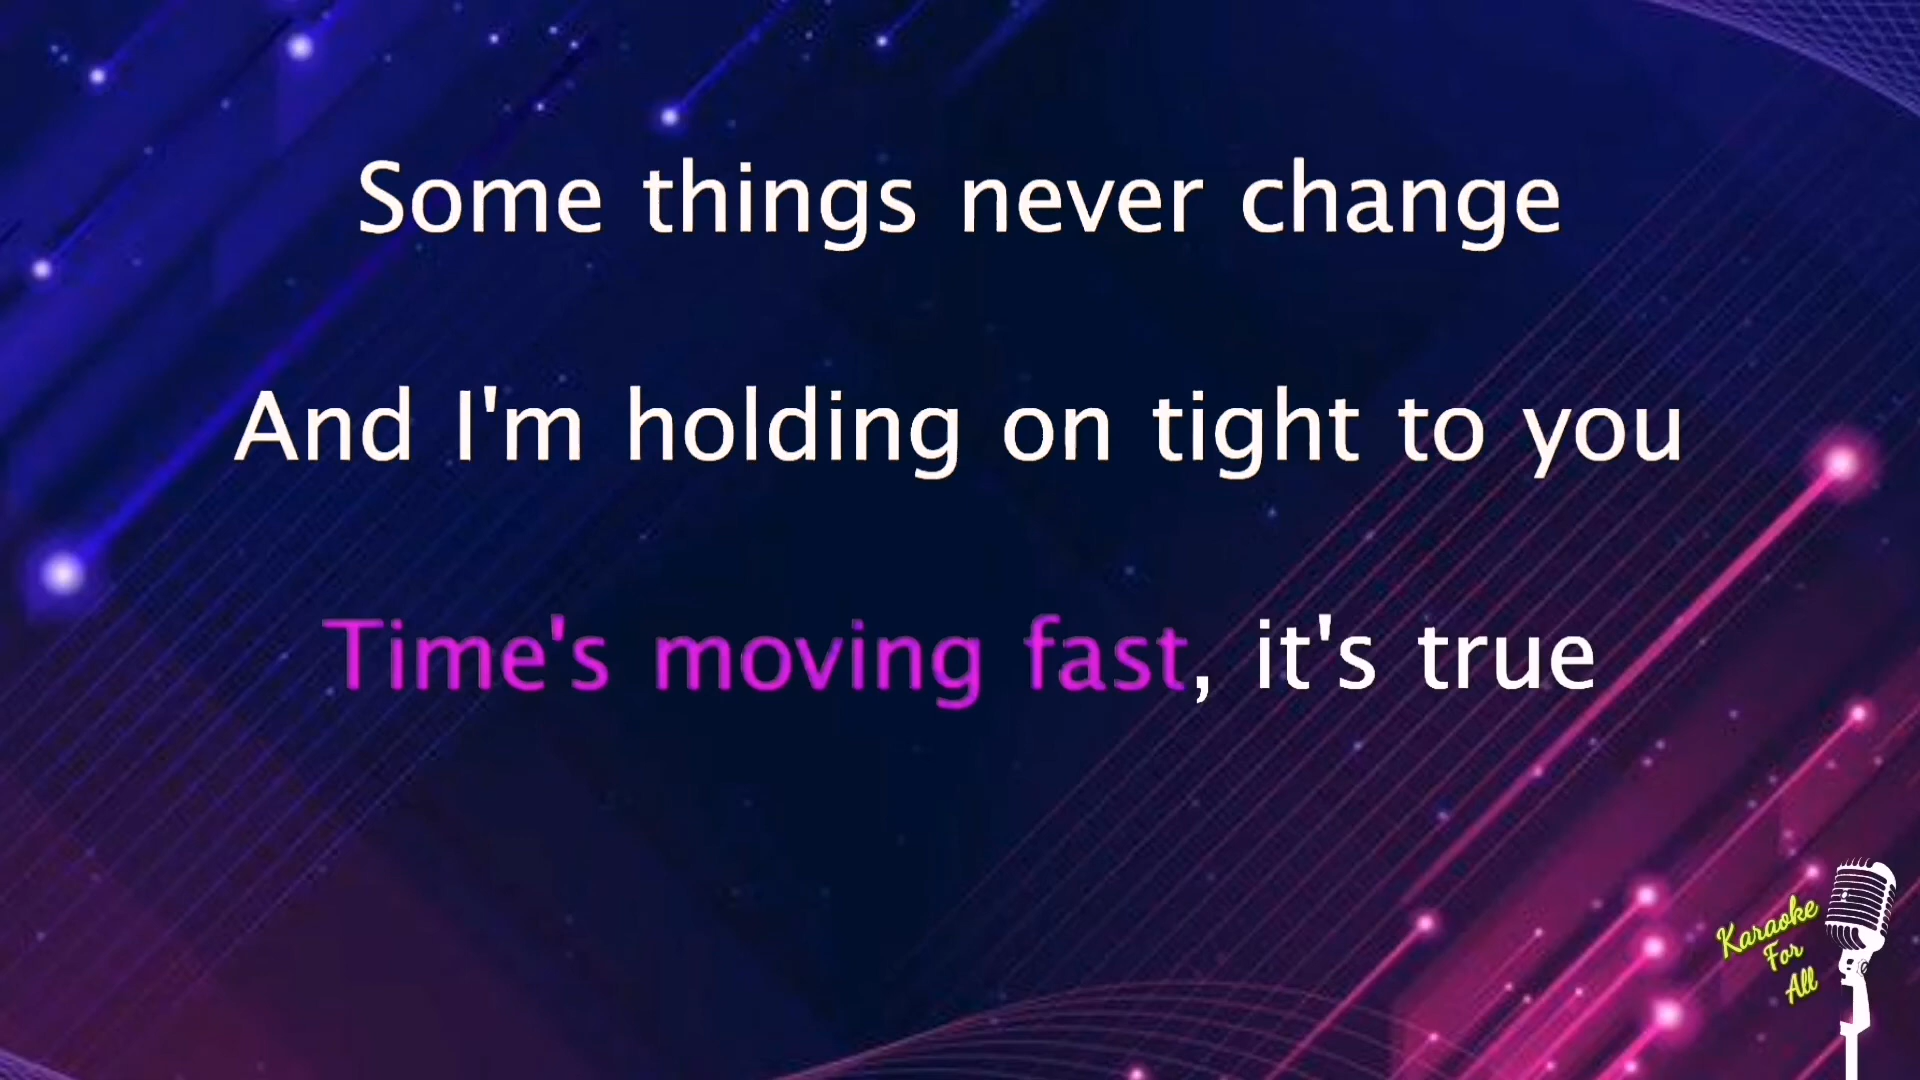 Some things never change
And I'm holding on tight to you
Time's moving fast, it's true
Karaoke
For
All